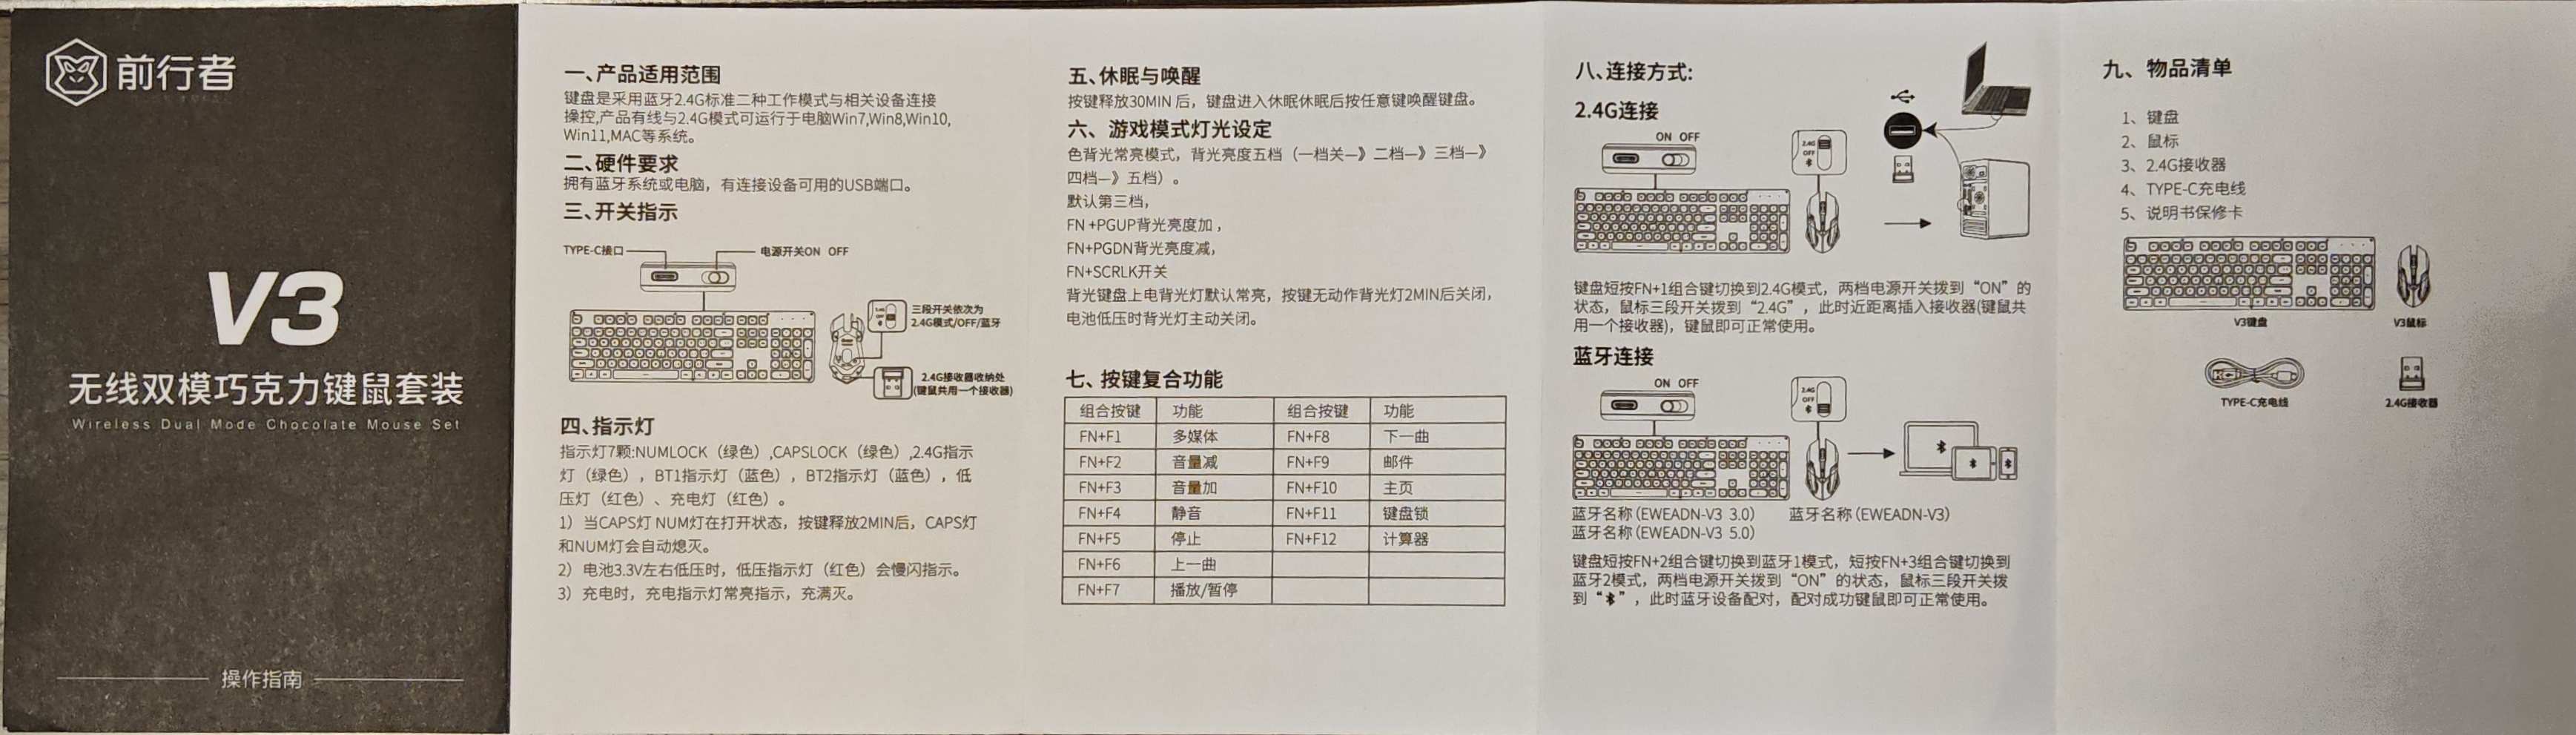 前行者
V3
无线双模巧克力键鼠套装
Wireless Dual Mode Chocolate Mouse Set
操作指南
一、产品适用范围
键盘是采用蓝牙2.4G标准二种工作模式与相关设备连接
操控,产品有线与2.4G模式可运行于电脑Win7,Win8,Win10,
Win11,MAC等系统。
二、硬件要求
拥有蓝牙系统或电脑，有连接设备可用的USB端口。
三、开关指示
TYPE-C接口
电源开关ON OFF
三段开关依次为
2.4G模式/OFF/蓝牙
2.4G接收器收纳处
(键鼠共用一个接收器)
四、指示灯
指示灯7颗:NUMLOCK（绿色）,CAPSLOCK（绿色）,2.4G指示
灯（绿色），BT1指示灯（蓝色），BT2指示灯（蓝色），低
压灯（红色）、充电灯（红色）。
1）当CAPS灯 NUM灯在打开状态，按键释放2MIN后，CAPS灯
和NUM灯会自动熄灭。
2）电池3.3V左右低压时，低压指示灯（红色）会慢闪指示。
3）充电时，充电指示灯常亮指示，充满灭。
五、休眠与唤醒
按键释放30MIN 后，键盘进入休眠休眠后按任意键唤醒键盘。
六、游戏模式灯光设定
色背光常亮模式，背光亮度五档（一档关—》二档—》三档—》
四档—》五档）。
默认第三档，
FN +PGUP背光亮度加，
FN+PGDN背光亮度减，
FN+SCRLK开关
背光键盘上电背光灯默认常亮，按键无动作背光灯2MIN后关闭，
电池低压时背光灯主动关闭。
七、按键复合功能
组合按键 功能 组合按键 功能
FN+F1 多媒体 FN+F8 下一曲
FN+F2 音量减 FN+F9 邮件
FN+F3 音量加 FN+F10 主页
FN+F4 静音 FN+F11 键盘锁
FN+F5 停止 FN+F12 计算器
FN+F6 上一曲
FN+F7 播放/暂停
八、连接方式:
2.4G连接
ON OFF
2.4G
OFF
键盘短按FN+1组合键切换到2.4G模式，两档电源开关拨到“ON”的
状态，鼠标三段开关拨到“2.4G”，此时近距离插入接收器(键鼠共
用一个接收器)，键鼠即可正常使用。
蓝牙连接
ON OFF
2.4G
OFF
蓝牙名称(EWEADN-V3 3.0) 蓝牙名称(EWEADN-V3)
蓝牙名称(EWEADN-V3 5.0)
键盘短按FN+2组合键切换到蓝牙1模式，短按FN+3组合键切换到
蓝牙2模式，两档电源开关拨到“ON”的状态，鼠标三段开关拨
到“”，此时蓝牙设备配对，配对成功键鼠即可正常使用。
九、物品清单
1、键盘
2、鼠标
3、2.4G接收器
4、TYPE-C充电线
5、说明书保修卡
V3键盘
V3鼠标
TYPE-C充电线
2.4G接收器